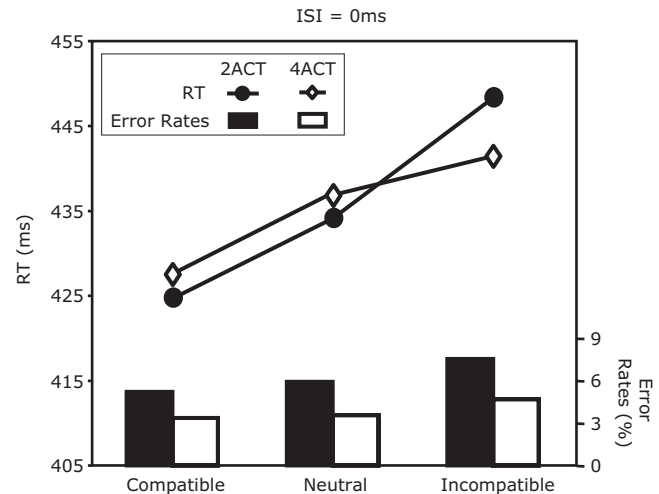 ISI = 0ms
455
2ACT 4ACT
RT
Error Rates
445
435
425
415
405
RT (ms)
9
6
3
0
Error
Rates (%)
Compatible Neutral Incompatible